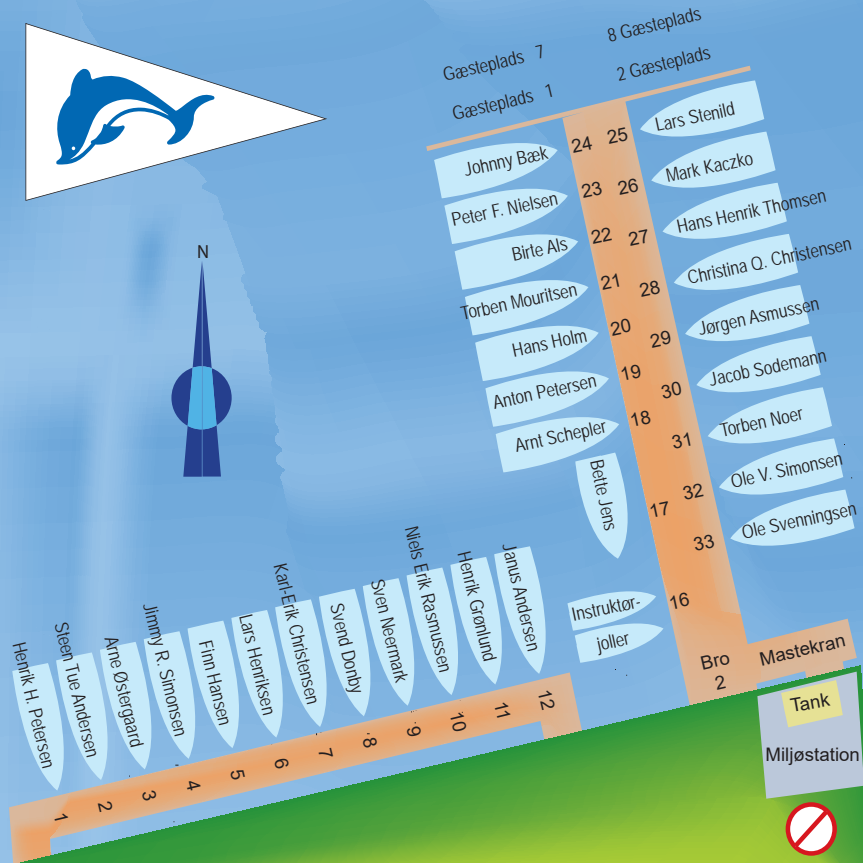 8 Gæsteplads
Gæsteplads 7
2 Gæsteplads
Gæsteplads 1
Johnny Bæk 24
25 Lars Stenild
Peter F. Nielsen 23
26 Mark Kaczko
Birte Als 22
27 Hans Henrik Thomsen
Torben Mouritsen 21
28 Christina Q. Christensen
Hans Holm 20
29 Jørgen Asmussen
Anton Petersen 19
30 Jacob Sodemann
Arnt Schepler 18
31 Torben Noer
Bette Jens 17
32 Ole V. Simonsen
33 Ole Svenningsen
Instruktør-
joller
16
N
Henrik H. Petersen
Steen Tue Andersen
Arne Østergaard
Jimmy R. Simonsen
Finn Hansen
Lars Henriksen
Karl-Erik Christensen
Svend Donby
Sven Neermark
Niels Erik Rasmussen
Henrik Grønlund
Janus Andersen
1 2 3 4 5 6 7 8 9 10 11 12
Bro
2
Mastekran
Tank
Miljøstation